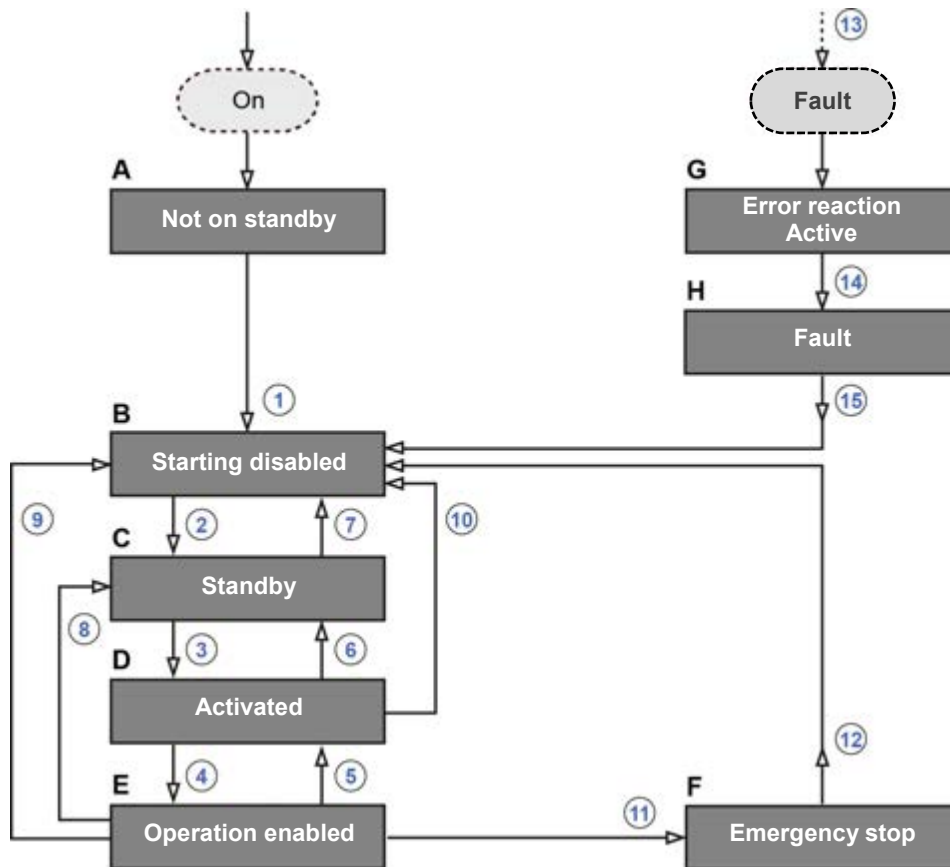 13
On
Fault
A
Not on standby
G
Error reaction
Active
14
H
Fault
1
15
B
Starting disabled
9
2
7
10
C
Standby
8
3
6
D
Activated
12
4
5
E
Operation enabled
11
F
Emergency stop